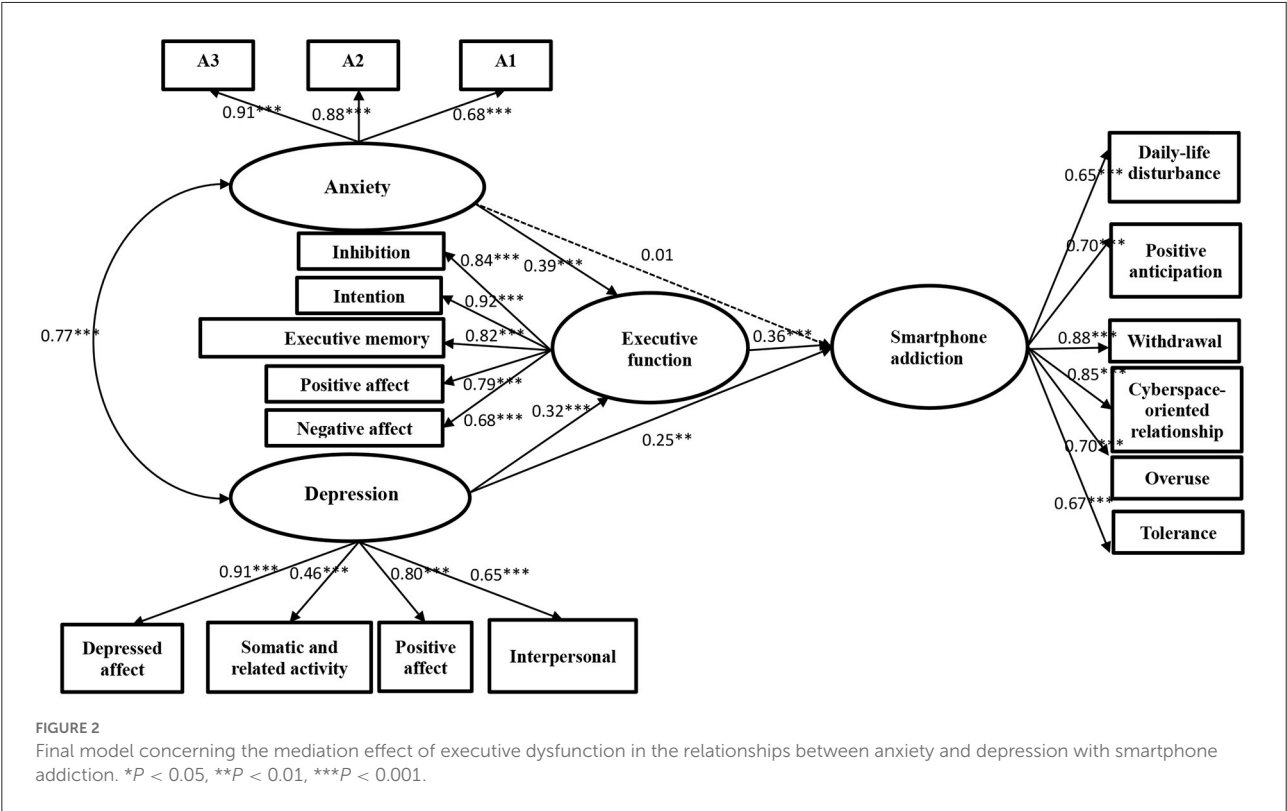 A3
A2
A1
0.91***
0.88***
0.68***
Anxiety
Inhibition
Intention
Executive memory
Positive affect
Negative affect
0.84***
0.39***
0.92***
0.82***
0.79***
0.68***
0.01
0.77***
Executive
function
0.36***
0.32***
0.25**
Smartphone
addiction
0.65***
0.70***
0.88***
0.85***
0.70***
0.67***
Daily-life
disturbance
Positive
anticipation
Withdrawal
Cyberspace-
oriented
relationship
Overuse
Tolerance
Depression
0.91***
0.46***
0.80***
0.65***
Depressed
affect
Somatic and
related activity
Positive
affect
Interpersonal
FIGURE 2
Final model concerning the mediation effect of executive dysfunction in the relationships between anxiety and depression with smartphone
addiction. *P < 0.05, **P < 0.01, ***P < 0.001.